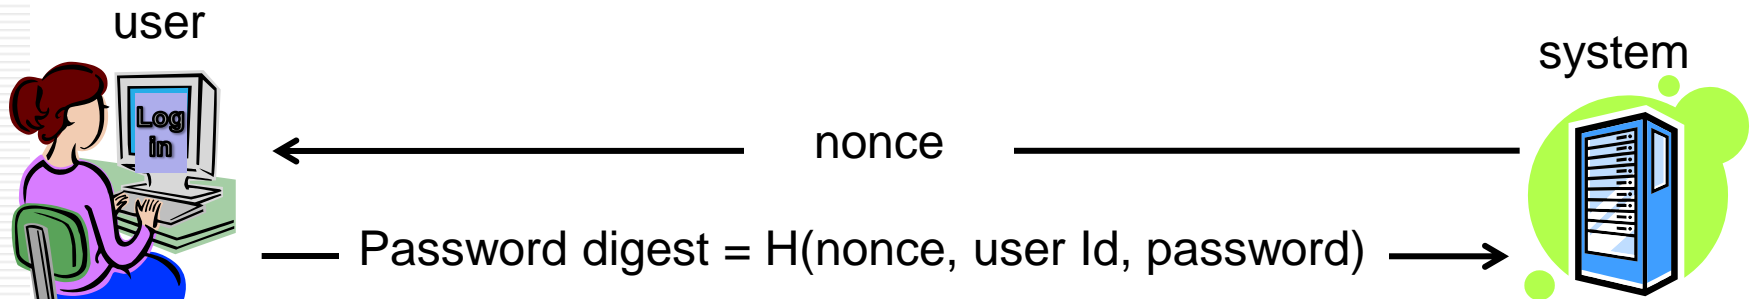 user
system
Log
in
nonce
Password digest = H(nonce, user Id, password)